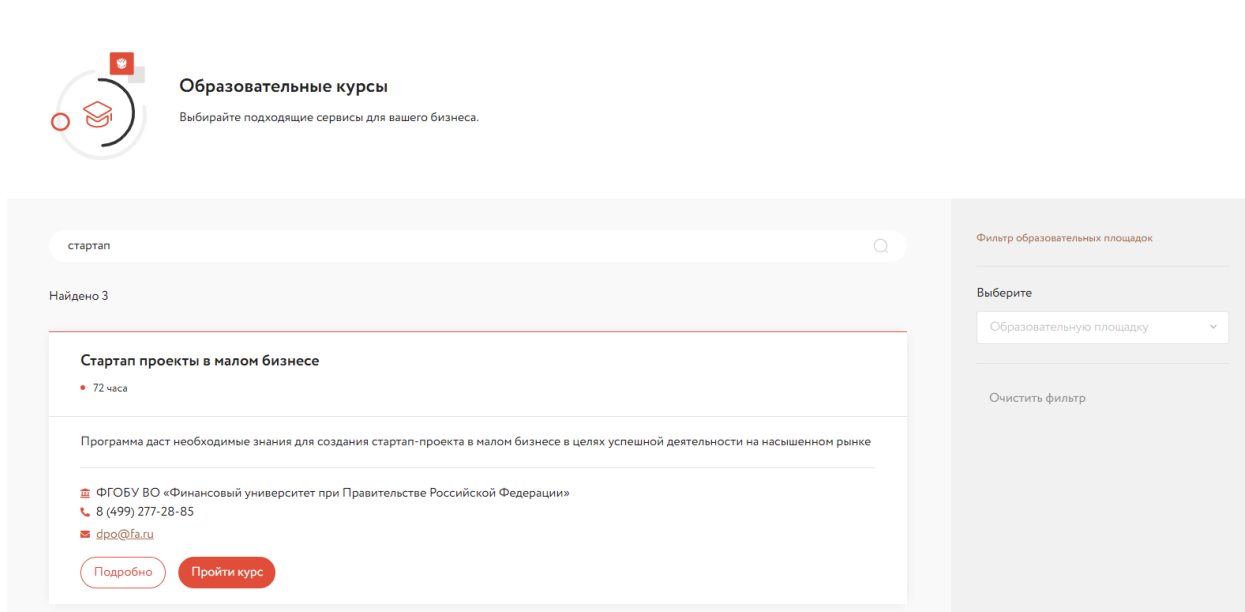 Образовательные курсы
Выбирайте подходящие сервисы для вашего бизнеса.
стартап
Найдено 3
Стартап проекты в малом бизнесе
72 часа
Программа даст необходимые знания для создания стартап-проекта в малом бизнесе в целях успешной деятельности на насышенном рынке
ФГОБУ ВО «Финансовый университет при Правительстве Российской Федерации»
8 (499) 277-28-85
dpo@fa.ru
Подробно
Пройти курс
Фильтр образовательных площадок
Выберите
Образовательную площадку
Очистить фильтр